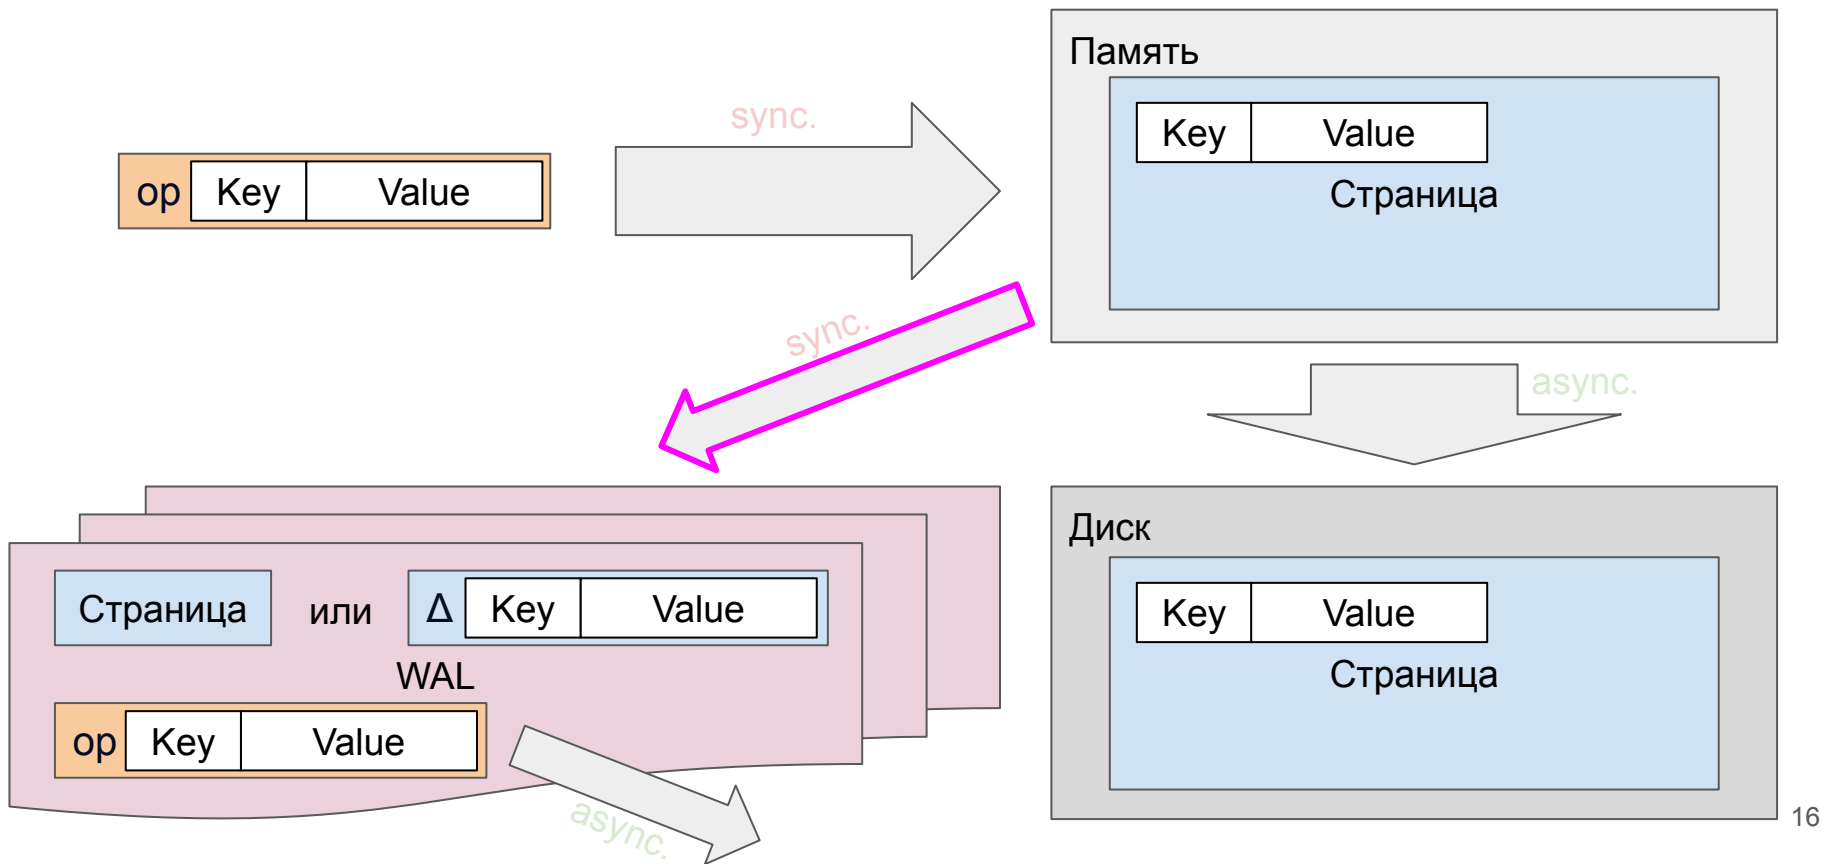 Память
sync.
Key Value
op Key Value
Страница
sync.
async.
Диск
Страница или Δ Key Value
Key Value
WAL
Страница
op Key Value
async.
16